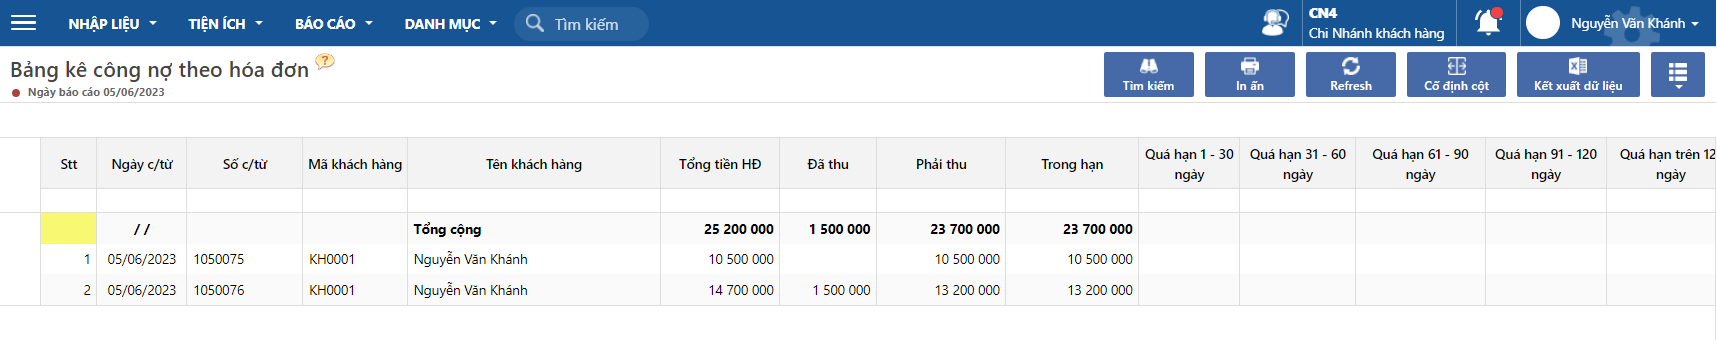 NHẬP LIỆU TIỆN ÍCH BÁO CÁO DANH MỤC Tìm kiếm CN4 Chi Nhánh khách hàng Nguyễn Văn Khánh
Bảng kê công nợ theo hóa đơn ?
Ngày báo cáo 05/06/2023
Tìm kiếm In ấn Refresh Cố định cột Kết xuất dữ liệu
Stt Ngày c/từ Số c/từ Mã khách hàng Tên khách hàng Tổng tiền HĐ Đã thu Phải thu Trong hạn Quá hạn 1 - 30 ngày Quá hạn 31 - 60 ngày Quá hạn 61 - 90 ngày Quá hạn 91 - 120 ngày Quá hạn trên 12 ngày
/ / Tổng cộng 25 200 000 1 500 000 23 700 000 23 700 000
1 05/06/2023 1050075 KH0001 Nguyễn Văn Khánh 10 500 000 10 500 000 10 500 000
2 05/06/2023 1050076 KH0001 Nguyễn Văn Khánh 14 700 000 1 500 000 13 200 000 13 200 000